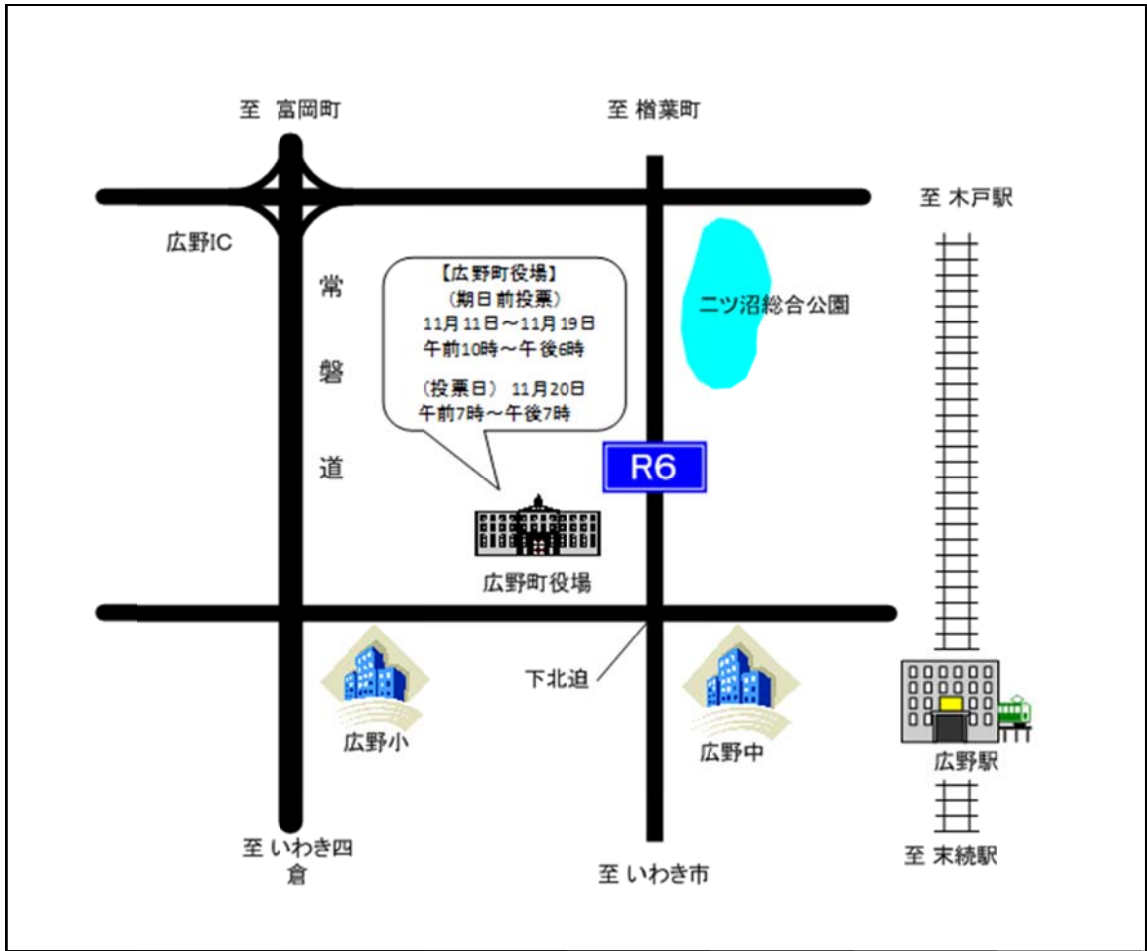 至 富岡町
至 楢葉町
至 木戸駅
広野IC
常
磐
道
【広野町役場】
（期日前投票）
11月11日～11月19日
午前10時～午後6時
（投票日） 11月20日
午前7時～午後7時
二ツ沼総合公園
R6
広野町役場
下北迫
広野小
広野中
広野駅
至 いわき四
倉
至 いわき市
至 末続駅